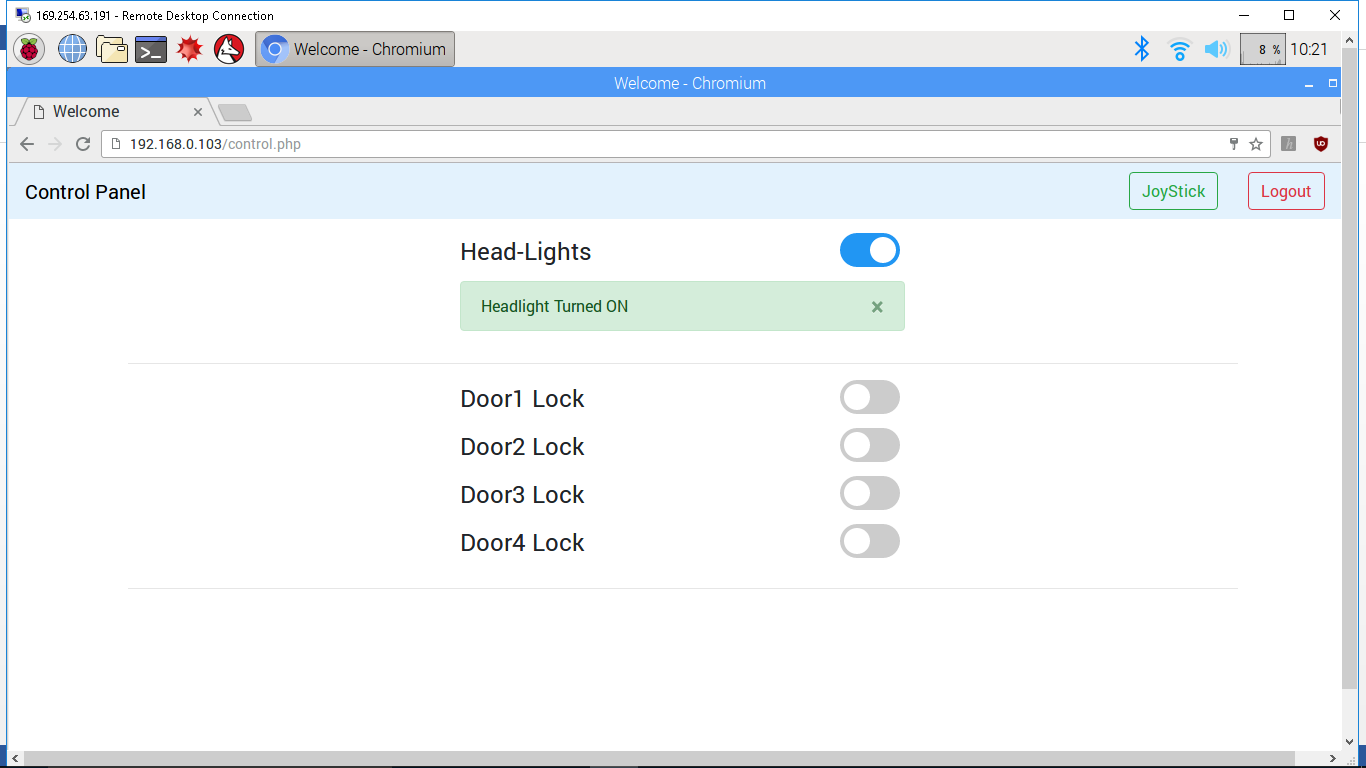 169.254.63.191 - Remote Desktop Connection
Welcome - Chromium
8 %
10:21
Welcome - Chromium
Welcome
192.168.0.103/control.php
Control Panel
JoyStick
Logout
Head-Lights
Headlight Turned ON
Door1 Lock
Door2 Lock
Door3 Lock
Door4 Lock